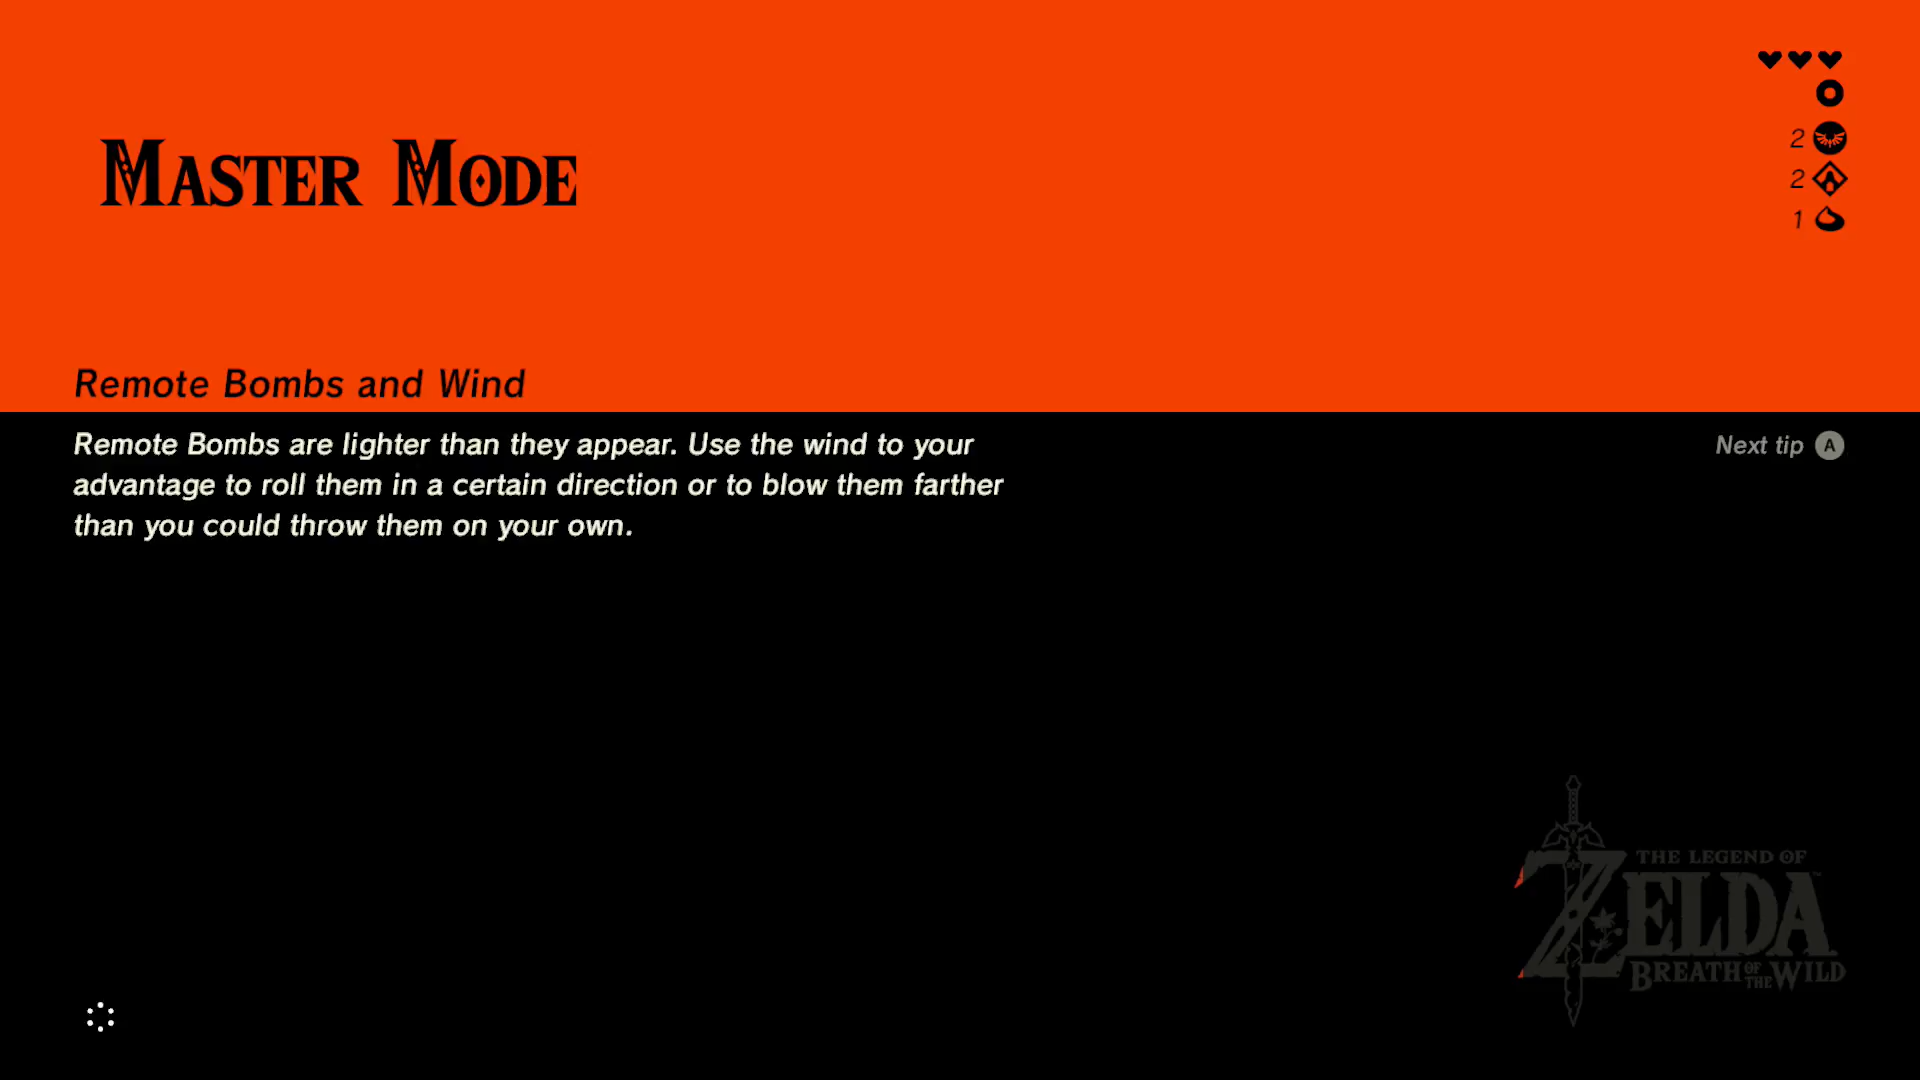 MASTER MODE
2
2
1
Remote Bombs and Wind
Remote Bombs are lighter than they appear. Use the wind to your
advantage to roll them in a certain direction or to blow them farther
than you could throw them on your own.
Next tip A
THE LEGEND OF
ZELDA™
BREATH OF THE WILD